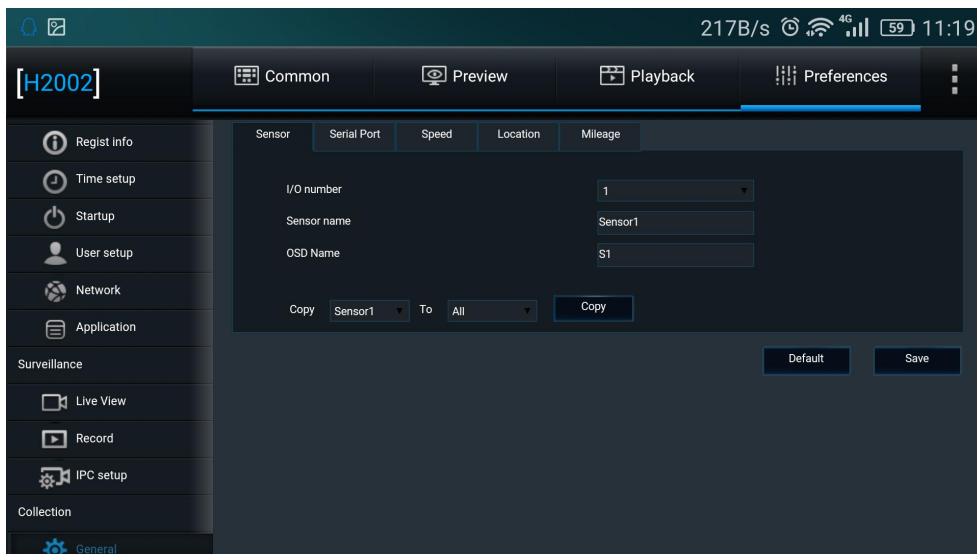 217B/s 4G 59 11:19
[H2002] Common Preview Playback Preferences
Regist info
Time setup
Startup
User setup
Network
Application
Surveillance
Live View
Record
IPC setup
Collection
General
Sensor Serial Port Speed Location Mileage
I/O number 1
Sensor name Sensor1
OSD Name S1
Copy Sensor1 To All Copy
Default Save